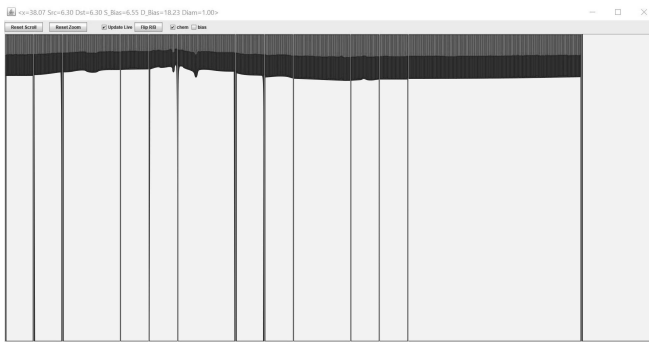 <x=38.07 Src=6.30 Dst=6.30 S_Bias=6.55 D_Bias=18.23 Diam=1.00>
Reset Scroll Reset Zoom Update Live Flip R/B chem bias